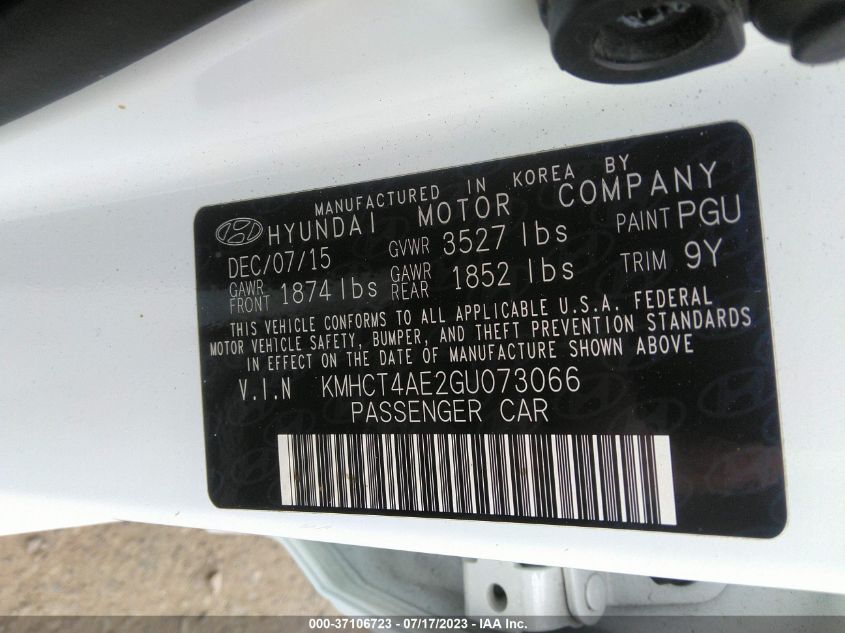 MANUFACTURED IN KOREA BY
HYUNDAI MOTOR COMPANY
DEC/07/15 GVWR 3527 lbs PAINT PGU
GAWR FRONT 1874 lbs GAWR REAR 1852 lbs TRIM 9Y
THIS VEHICLE CONFORMS TO ALL APPLICABLE U.S.A. FEDERAL
MOTOR VEHICLE SAFETY, BUMPER, AND THEFT PREVENTION STANDARDS
IN EFFECT ON THE DATE OF MANUFACTURE SHOWN ABOVE
V.I.N KMHCT4AE2GU073066
PASSENGER CAR
000-37106723 - 07/17/2023 - IAA Inc.